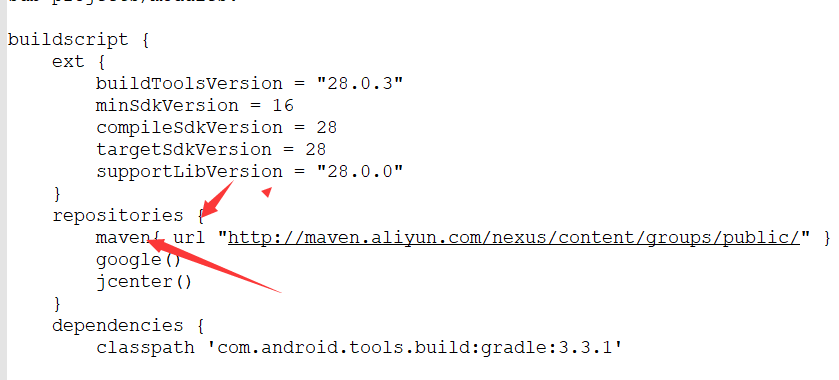 buildscript {
ext {
buildToolsVersion = "28.0.3"
minSdkVersion = 16
compileSdkVersion = 28
targetSdkVersion = 28
supportLibVersion = "28.0.0"
}
repositories {
maven{ url "http://maven.aliyun.com/nexus/content/groups/public/" }
google()
jcenter()
}
dependencies {
classpath 'com.android.tools.build:gradle:3.3.1'